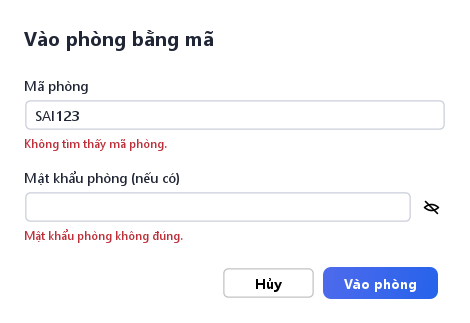 Vào phòng bằng mã
Mã phòng
SAI123
Không tìm thấy mã phòng.
Mật khẩu phòng (nếu có)
Mật khẩu phòng không đúng.
Hủy
Vào phòng